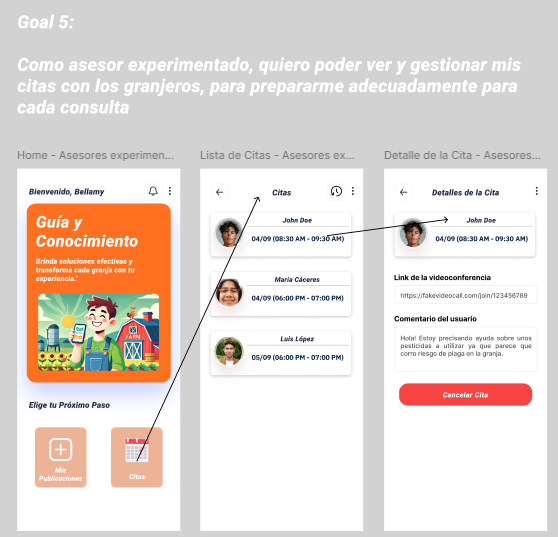 Goal 5:
Como asesor experimentado, quiero poder ver y gestionar mis
citas con los granjeros, para prepararme adecuadamente para
cada consulta
Home - Asesores experimen...
Bienvenido, Bellamy
Guía y
Conocimiento
Brinda soluciones efectivas y
transforma cada granja con tu
experiencia."
FARM
Elige tu Próximo Paso
Mis
Publicaciones
Citas
Lista de Citas - Asesores ex...
Citas
John Doe
04/09 (08:30 AM - 09:30 AM)
María Cáceres
04/09 (06:00 PM - 07:00 PM)
Luis López
05/09 (06:00 PM - 07:00 PM)
Detalle de la Cita - Asesores...
Detalles de la Cita
John Doe
04/09 (08:30 AM - 09:30 AM)
Link de la videoconferencia
https://fakevideocall.com/join/123456789
Comentario del usuario
Hola! Estoy precisando ayuda sobre unos
pesticidas a utilizar ya que parece que
corro riesgo de plaga en la granja.
Cancelar Cita